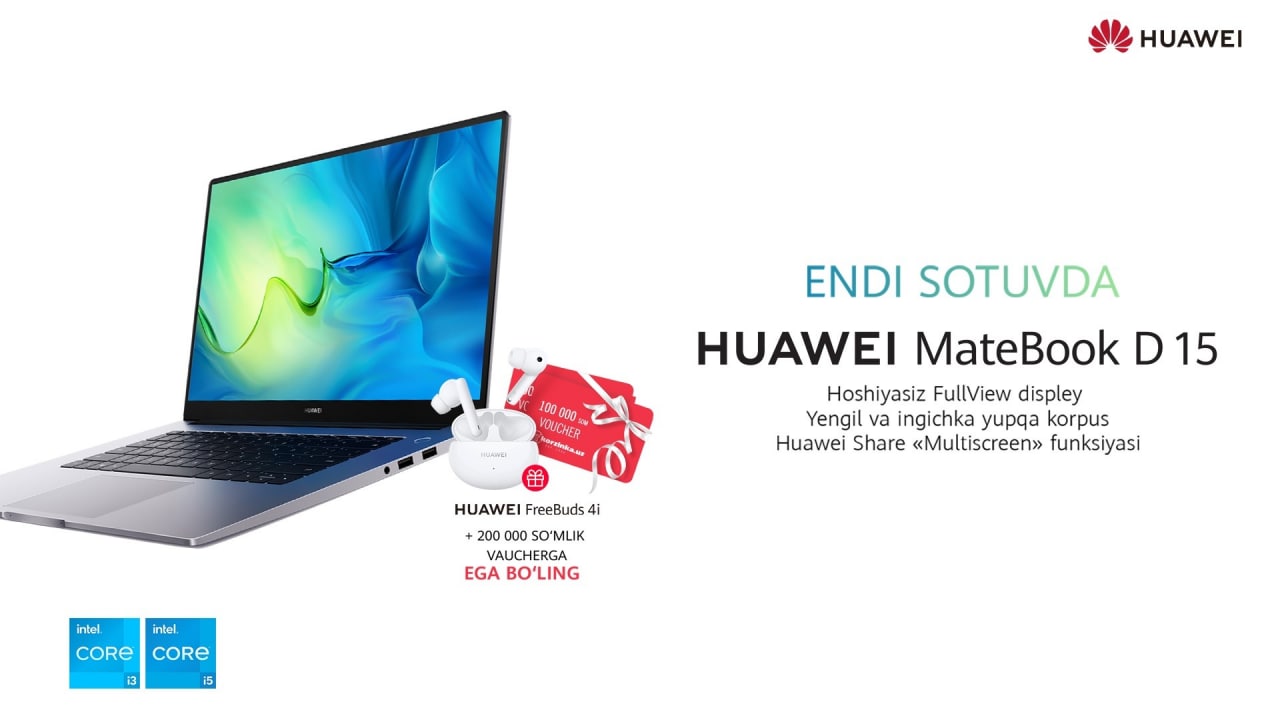 HUAWEI
ENDI SOTUVDA
HUAWEI MateBook D 15
Hoshiyasiz FullView displey
Yengil va ingichka yupqa korpus
Huawei Share «Multiscreen» funksiyasi
HUAWEI
100 000 SOM
VOUCHER
korzinka.uz
HUAWEI
HUAWEI FreeBuds 4i
+ 200 000 SO‘MLIK
VAUCHERGA
EGA BO‘LING
intel.
CORE
i3
intel.
CORE
i5